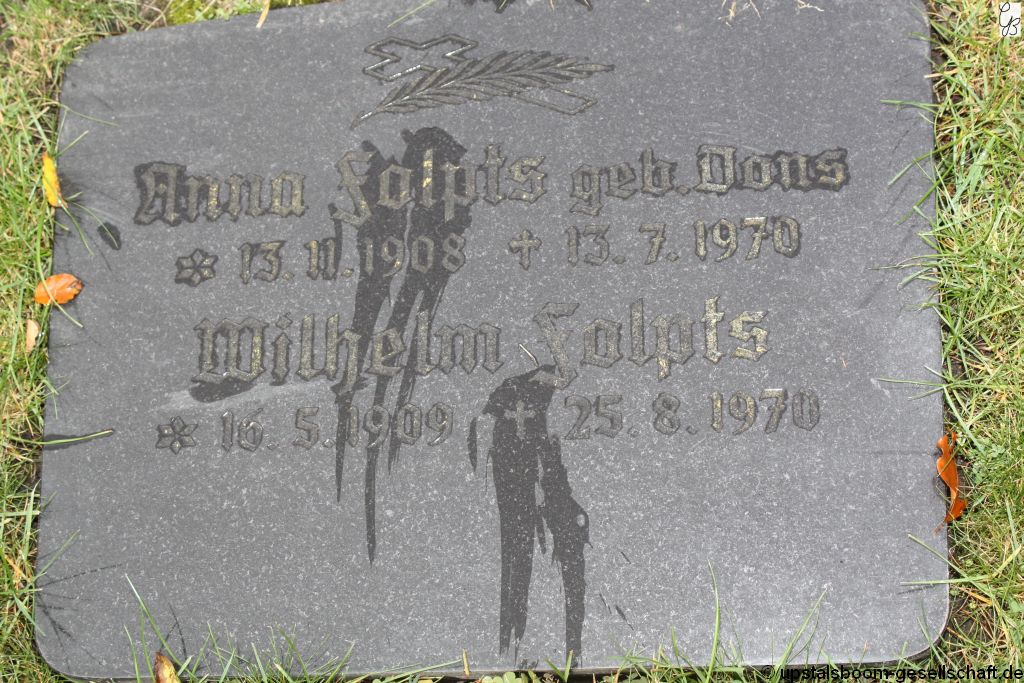 Anna Folpts geb. Dons
* 13. 11. 1908 † 13. 7. 1970
Wilhelm Folpts
* 16. 5. 1909 † 25. 8. 1970
© upstalsboom-gesellschaft.de